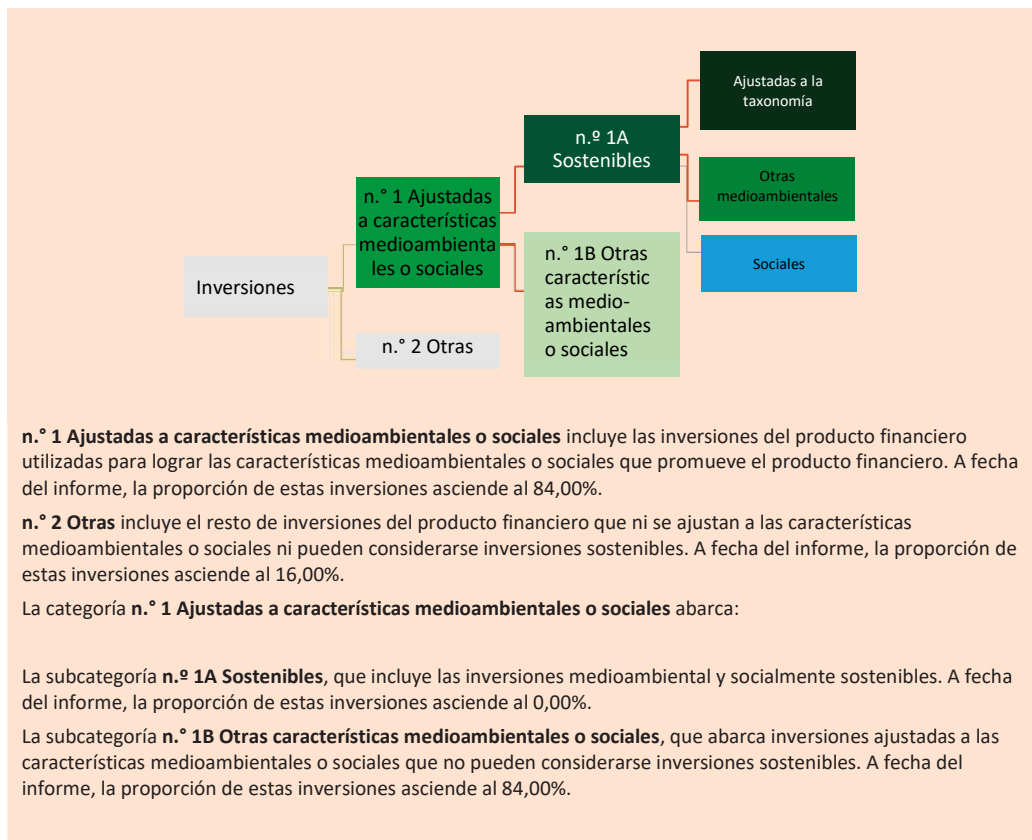 Ajustadas a la
taxonomía
n.º 1A
Sostenibles
Otras
medioambientales
n.° 1 Ajustadas
a características
medioambienta
les o sociales
n.° 1B Otras
característic
as medio-
ambientales
o sociales
Sociales
Inversiones
n.° 2 Otras
n.° 1 Ajustadas a características medioambientales o sociales incluye las inversiones del producto financiero
utilizadas para lograr las características medioambientales o sociales que promueve el producto financiero. A fecha
del informe, la proporción de estas inversiones asciende al 84,00%.
n.° 2 Otras incluye el resto de inversiones del producto financiero que ni se ajustan a las características
medioambientales o sociales ni pueden considerarse inversiones sostenibles. A fecha del informe, la proporción de
estas inversiones asciende al 16,00%.
La categoría n.° 1 Ajustadas a características medioambientales o sociales abarca:
La subcategoría n.º 1A Sostenibles, que incluye las inversiones medioambiental y socialmente sostenibles. A fecha
del informe, la proporción de estas inversiones asciende al 0,00%.
La subcategoría n.° 1B Otras características medioambientales o sociales, que abarca inversiones ajustadas a las
características medioambientales o sociales que no pueden considerarse inversiones sostenibles. A fecha del
informe, la proporción de estas inversiones asciende al 84,00%.